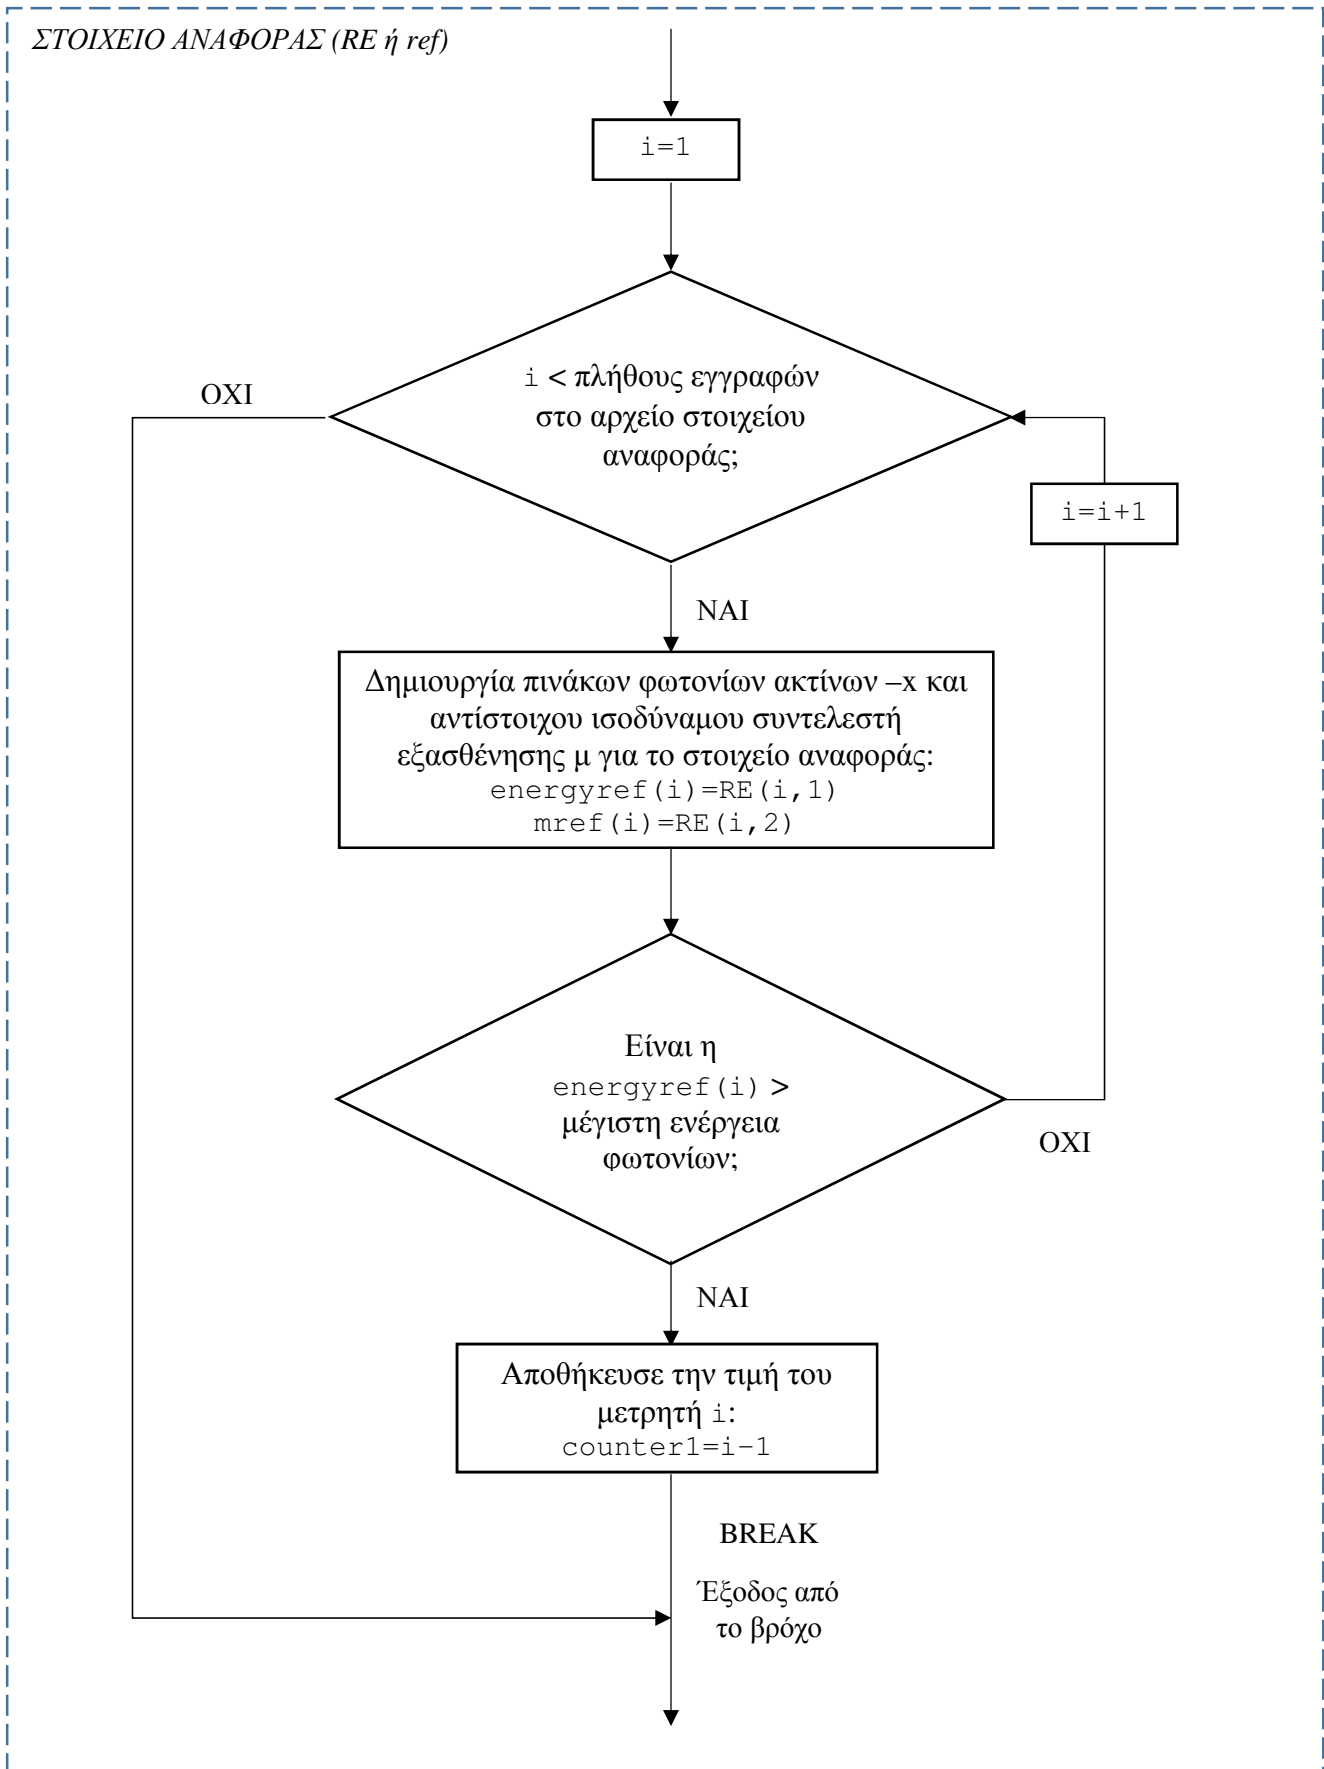 ΣΤΟΙΧΕΙΟ ΑΝΑΦΟΡΑΣ (RE ή ref)
i=1
i < πλήθους εγγραφών
στο αρχείο στοιχείου
αναφοράς;
ΟΧΙ
i=i+1
ΝΑΙ
Δημιουργία πινάκων φωτονίων ακτίνων –x και
αντίστοιχου ισοδύναμου συντελεστή
εξασθένησης μ για το στοιχείο αναφοράς:
energyref(i)=RE(i,1)
mref(i)=RE(i,2)
Είναι η
energyref(i) >
μέγιστη ενέργεια
φωτονίων;
ΟΧΙ
ΝΑΙ
Αποθήκευσε την τιμή του
μετρητή i:
counter1=i-1
BREAK
Έξοδος από
το βρόχο